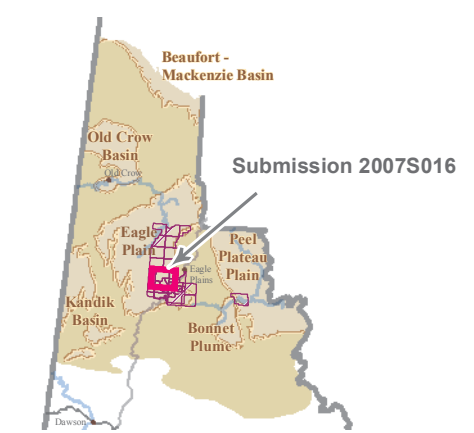 Beaufort -
Mackenzie Basin
Old Crow
Basin
Old Crow
Submission 2007S016
Eagle
Plain
Peel
Plateau
Plain
Eagle
Plains
Kandik
Basin
Bonnet
Plume
Dawson